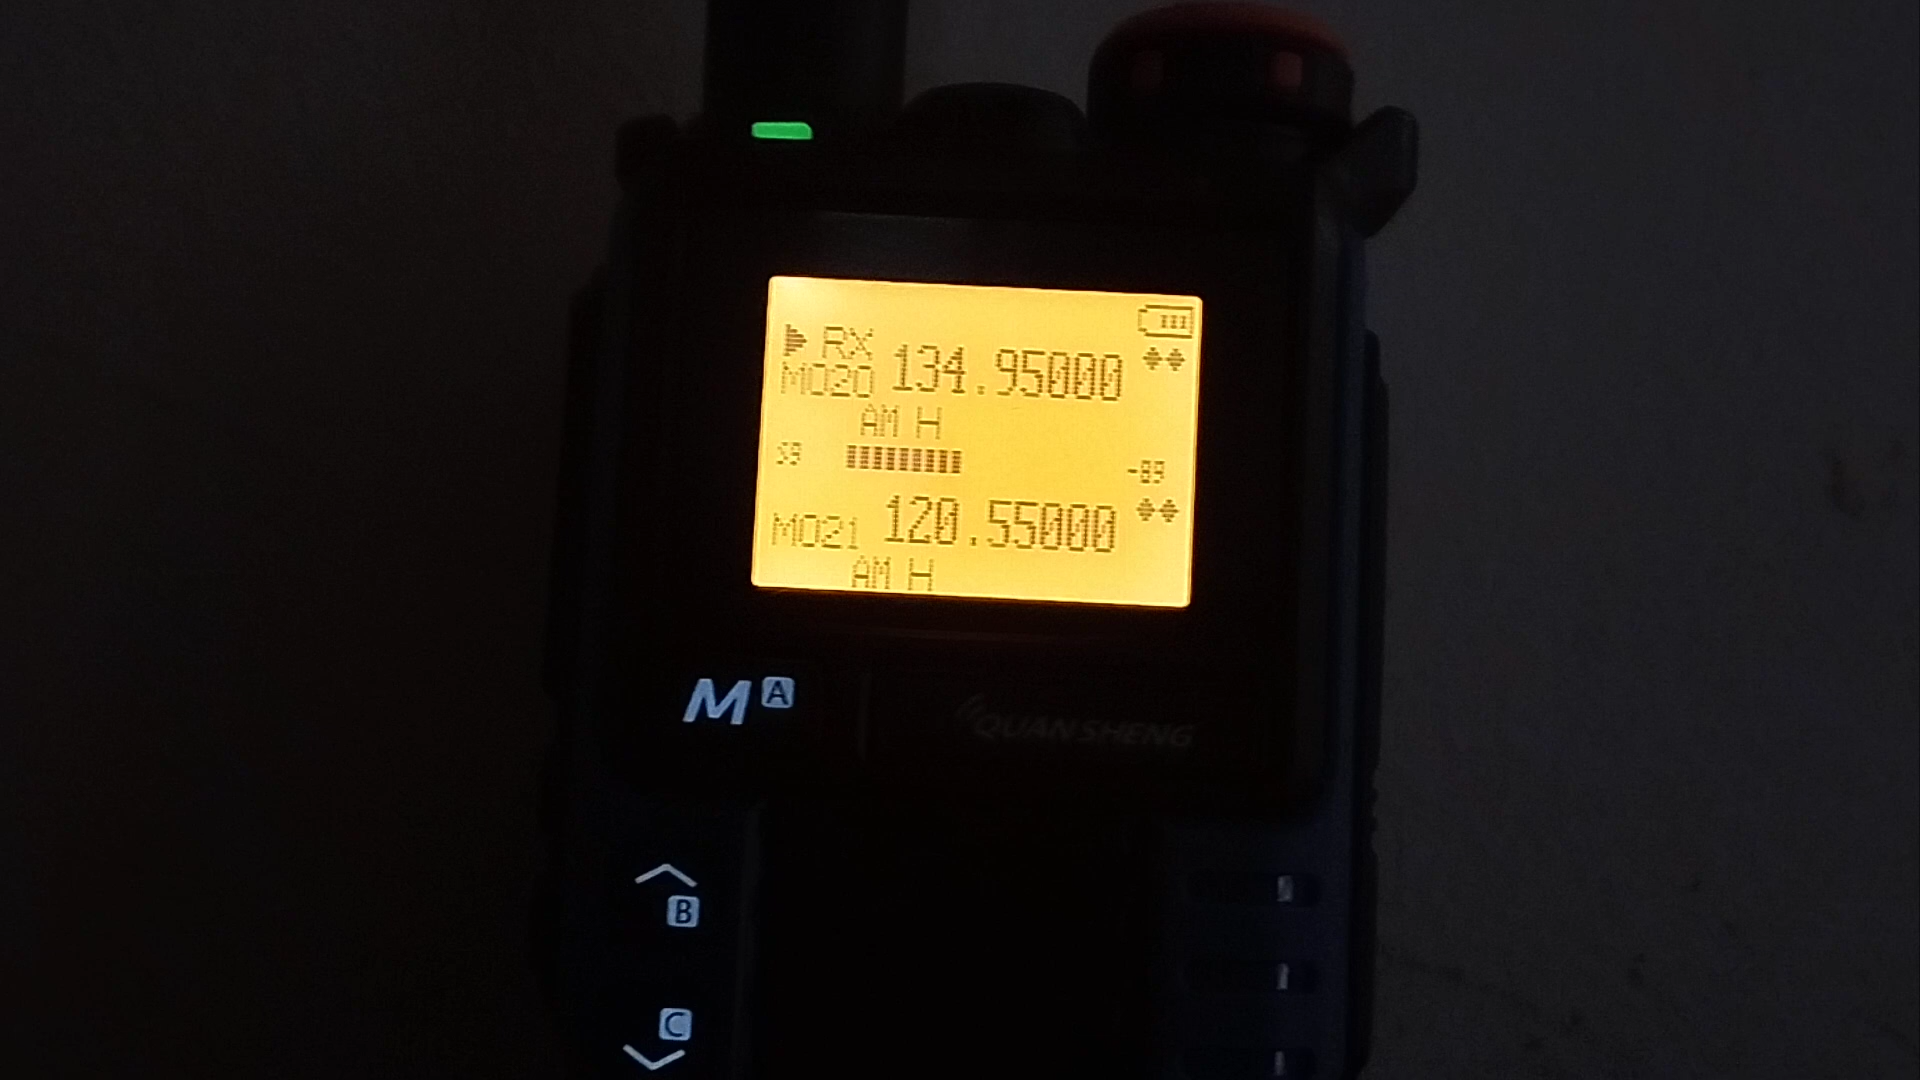 RX
M020 134.95000
AM H
S9 -89
M021 120.55000
AM H
M A
QUANSHENG
B
C